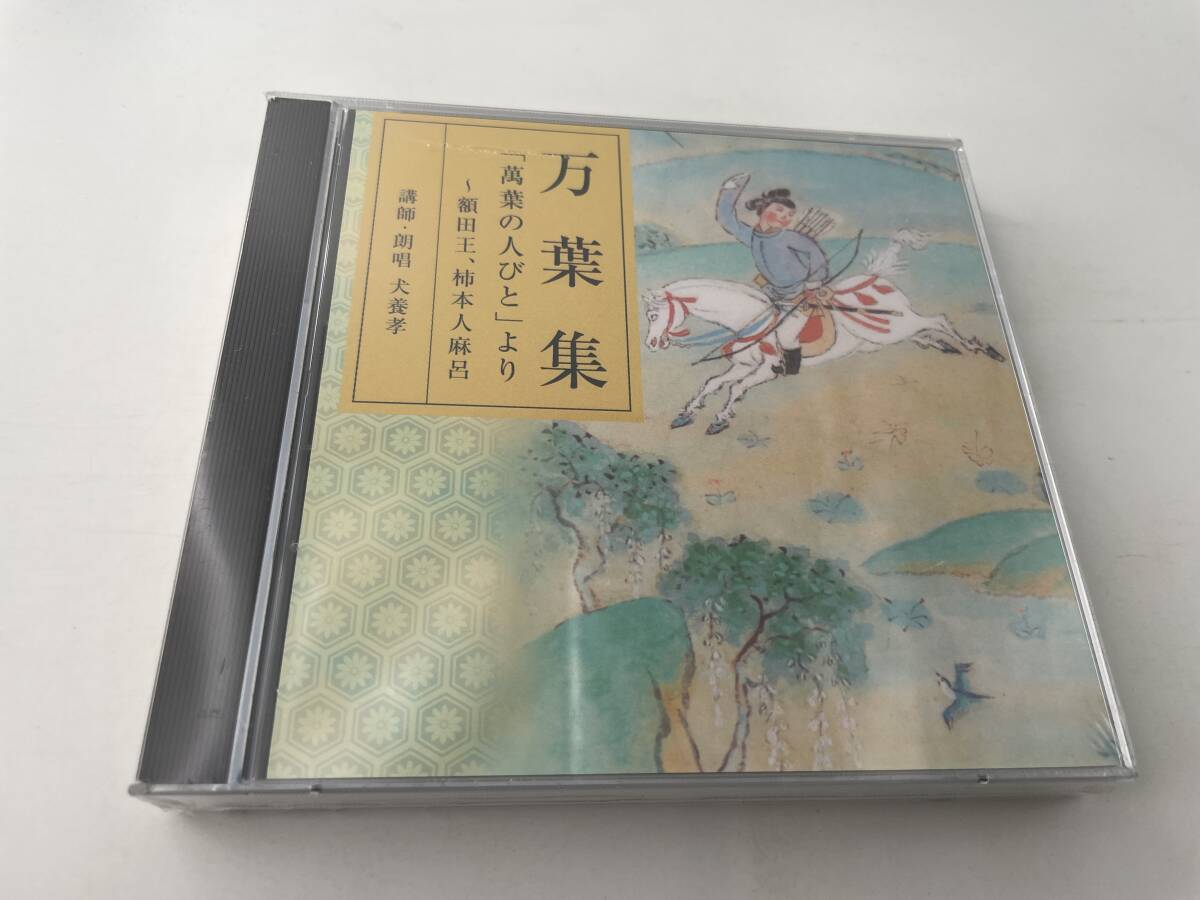 万葉集
「萬葉の人びと」より
～額田王、柿本人麻呂
講師・朗唱 犬養孝